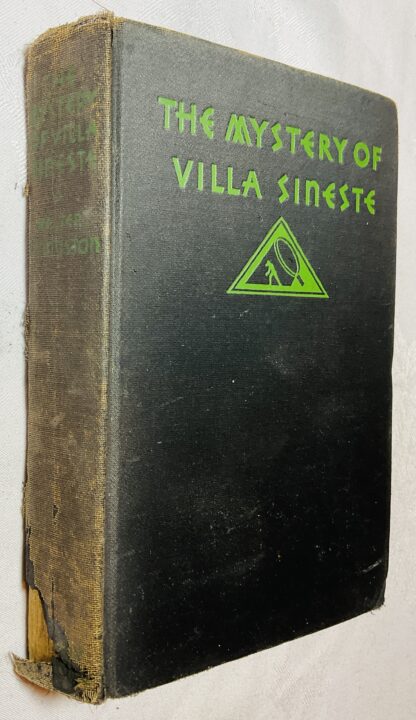 THE MYSTERY OF
VILLA SINESTE
THE
MYSTERY
OF VILLA
SINESTE